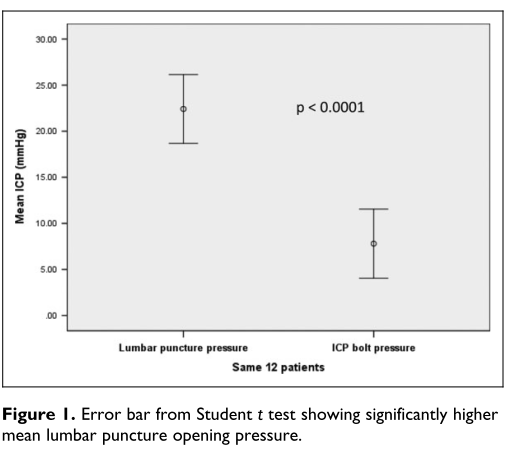 30.00
25.00
20.00
15.00
10.00
5.00
.00
Mean ICP (mmHg)
p < 0.0001
Lumbar puncture pressure ICP bolt pressure
Same 12 patients
Figure 1. Error bar from Student t test showing significantly higher
mean lumbar puncture opening pressure.